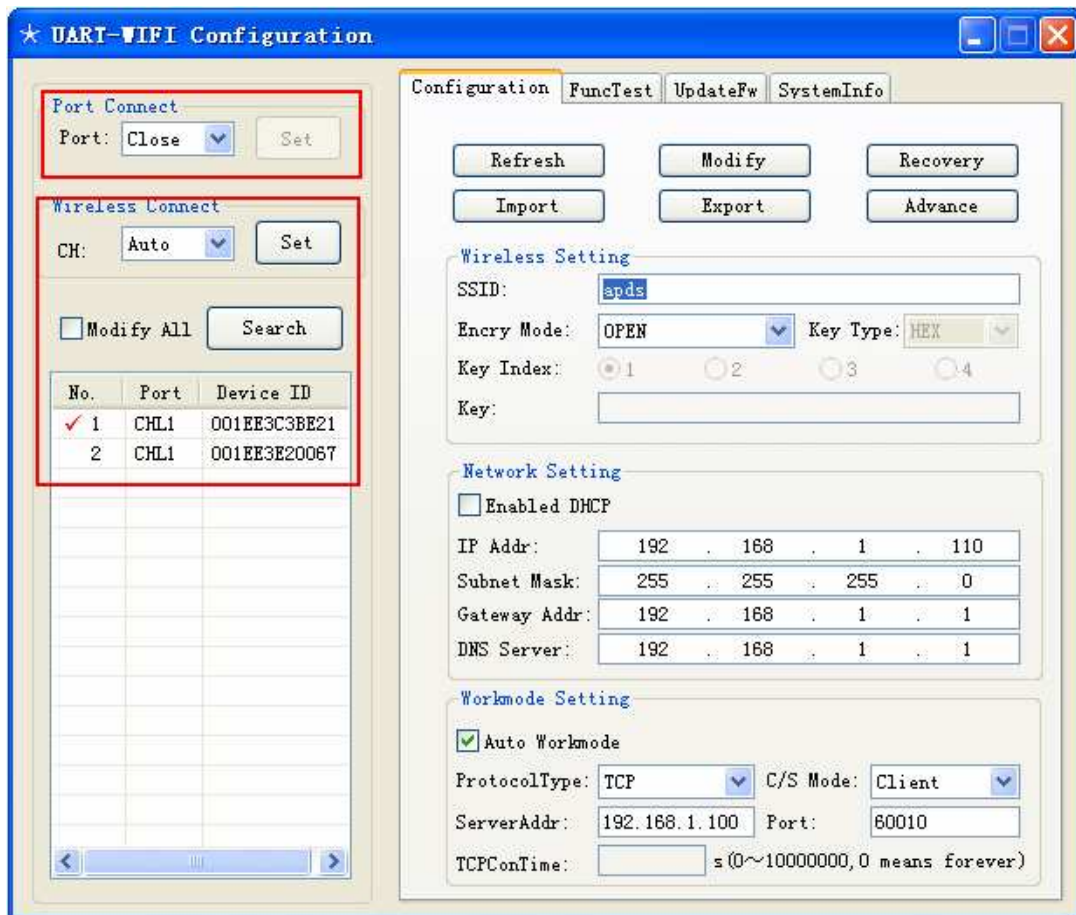 UART-WIFI Configuration
Port Connect
Port: Close Set
Wireless Connect
CH: Auto Set
Modify All Search
No. Port Device ID
1 CHL1 001EE3C3BE21
2 CHL1 001EE3E20067
Configuration FuncTest UpdateFw SystemInfo
Refresh Modify Recovery
Import Export Advance
Wireless Setting
SSID: apds
Encry Mode: OPEN Key Type: HEX
Key Index: 1 2 3 4
Key:
Network Setting
Enabled DHCP
IP Addr: 192 . 168 . 1 . 110
Subnet Mask: 255 . 255 . 255 . 0
Gateway Addr: 192 . 168 . 1 . 1
DNS Server: 192 . 168 . 1 . 1
Workmode Setting
Auto Workmode
ProtocolType: TCP C/S Mode: Client
ServerAddr: 192.168.1.100 Port: 60010
TCPConTime: s(0～10000000,0 means forever)